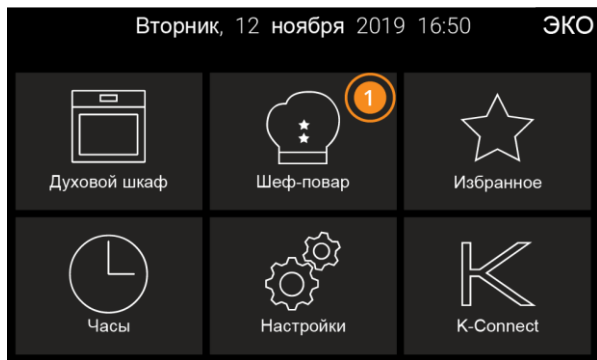 Вторник, 12 ноября 2019 16:50 ЭКО
1
Духовой шкаф Шеф-повар Избранное
Часы Настройки K-Connect